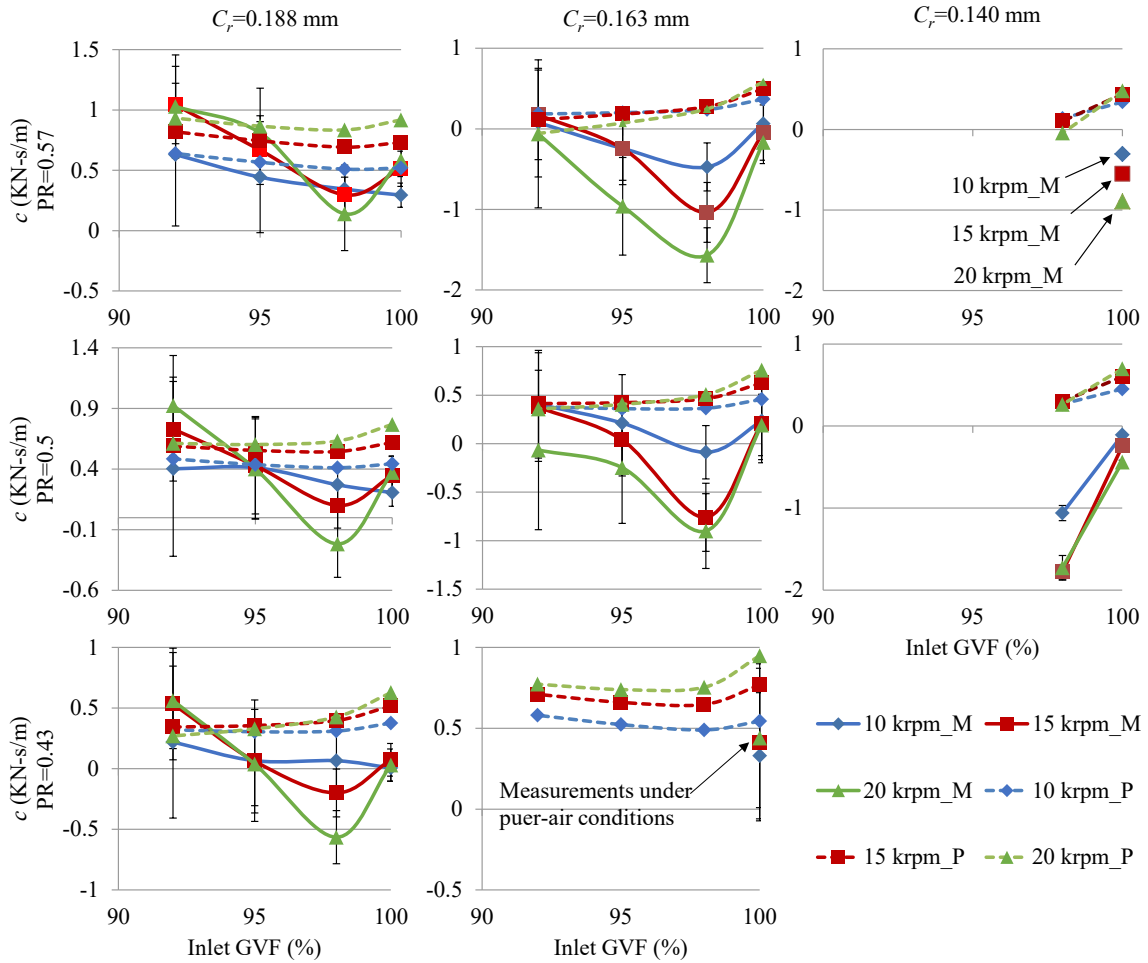 Cr=0.188 mm
Cr=0.163 mm
Cr=0.140 mm
c (KN-s/m)
PR=0.57
1.5
1
0.5
0
-0.5
90
95
100
1
0
-1
-2
90
95
100
1
0
-1
-2
90
95
100
10 krpm_M
15 krpm_M
20 krpm_M
c (KN-s/m)
PR=0.5
1.4
0.9
0.4
-0.1
-0.6
90
95
100
1
0.5
0
-0.5
-1
-1.5
90
95
100
1
0
-1
-2
90
95
100
Inlet GVF (%)
c (KN-s/m)
PR=0.43
1
0.5
0
-0.5
-1
90
95
100
Inlet GVF (%)
1
0.5
0
-0.5
90
95
100
Inlet GVF (%)
Measurements under
puer-air conditions
10 krpm_M
15 krpm_M
20 krpm_M
10 krpm_P
15 krpm_P
20 krpm_P